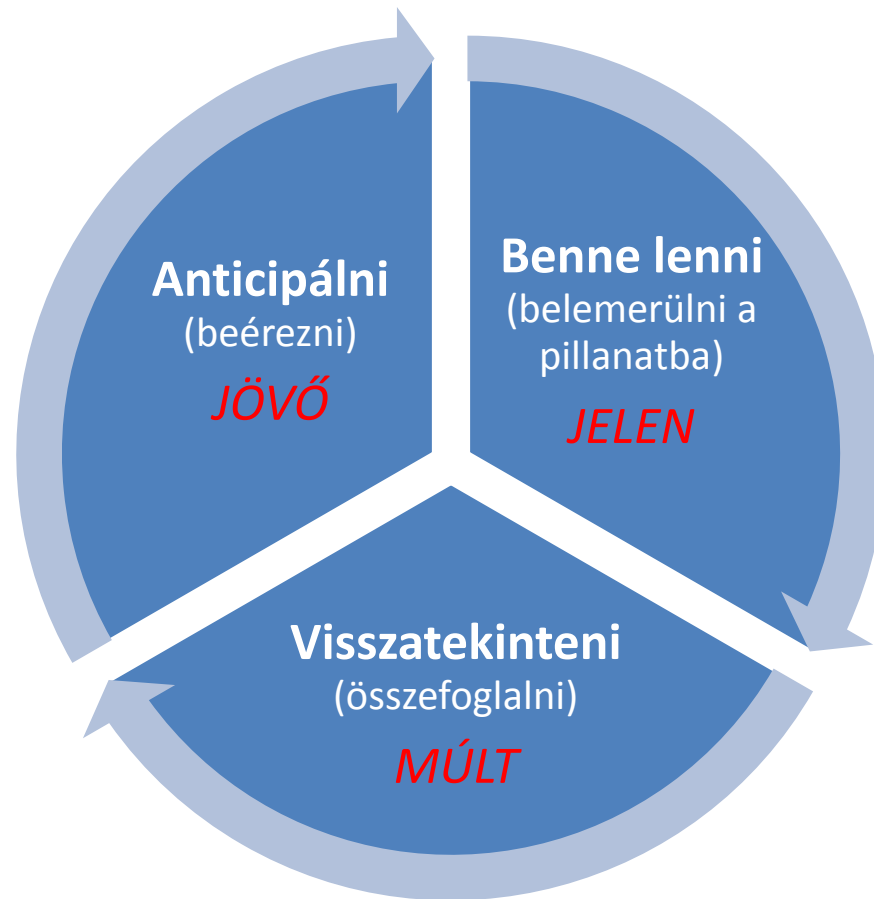 Anticipálni
(beérezni)
JÖVŐ
Benne lenni
(belemerülni a
pillanatba)
JELEN
Visszatekinteni
(összefoglalni)
MÚLT